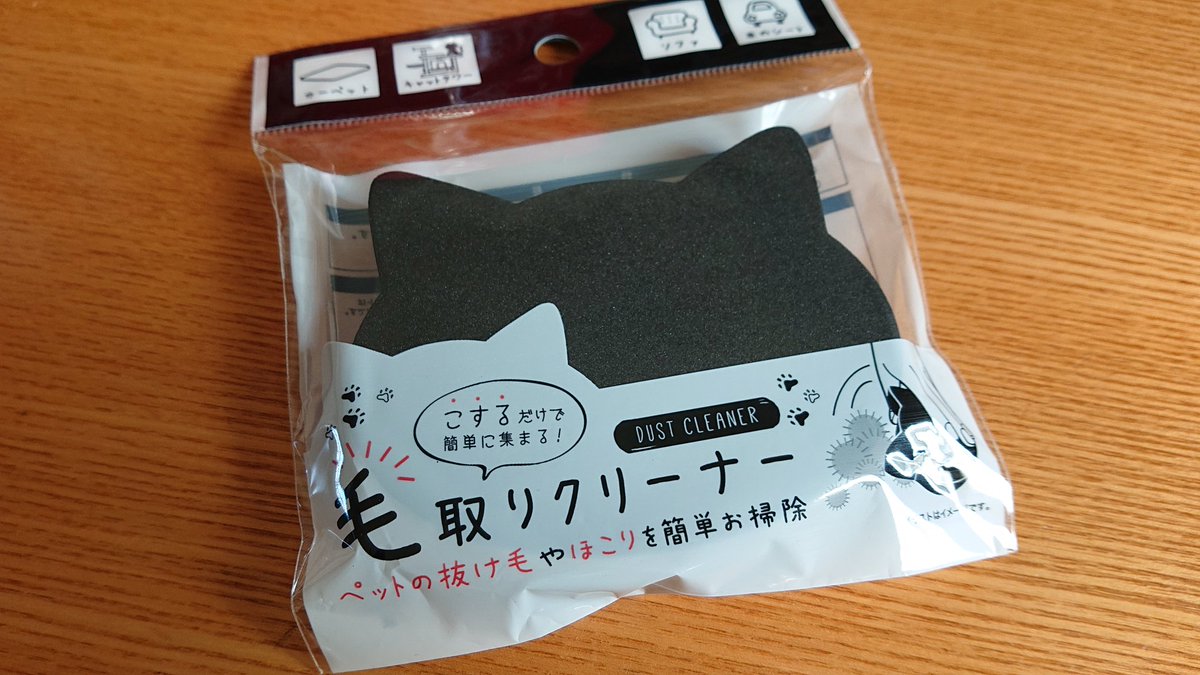 カーペット
キャットタワー
ソファ
車のシート
こするだけで
簡単に集まる！
DUST CLEANER
毛取りクリーナー
ペットの抜け毛やほこりを簡単お掃除
イラストはイメージです。